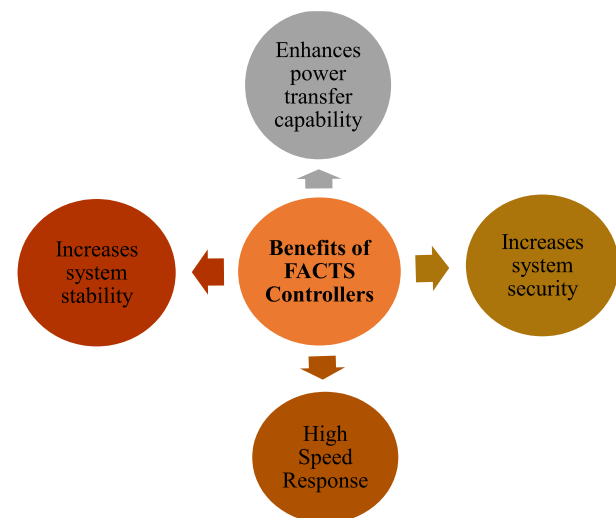 Enhances
power
transfer
capability
Increases
system
stability
Benefits of
FACTS
Controllers
Increases
system
security
High
Speed
Response